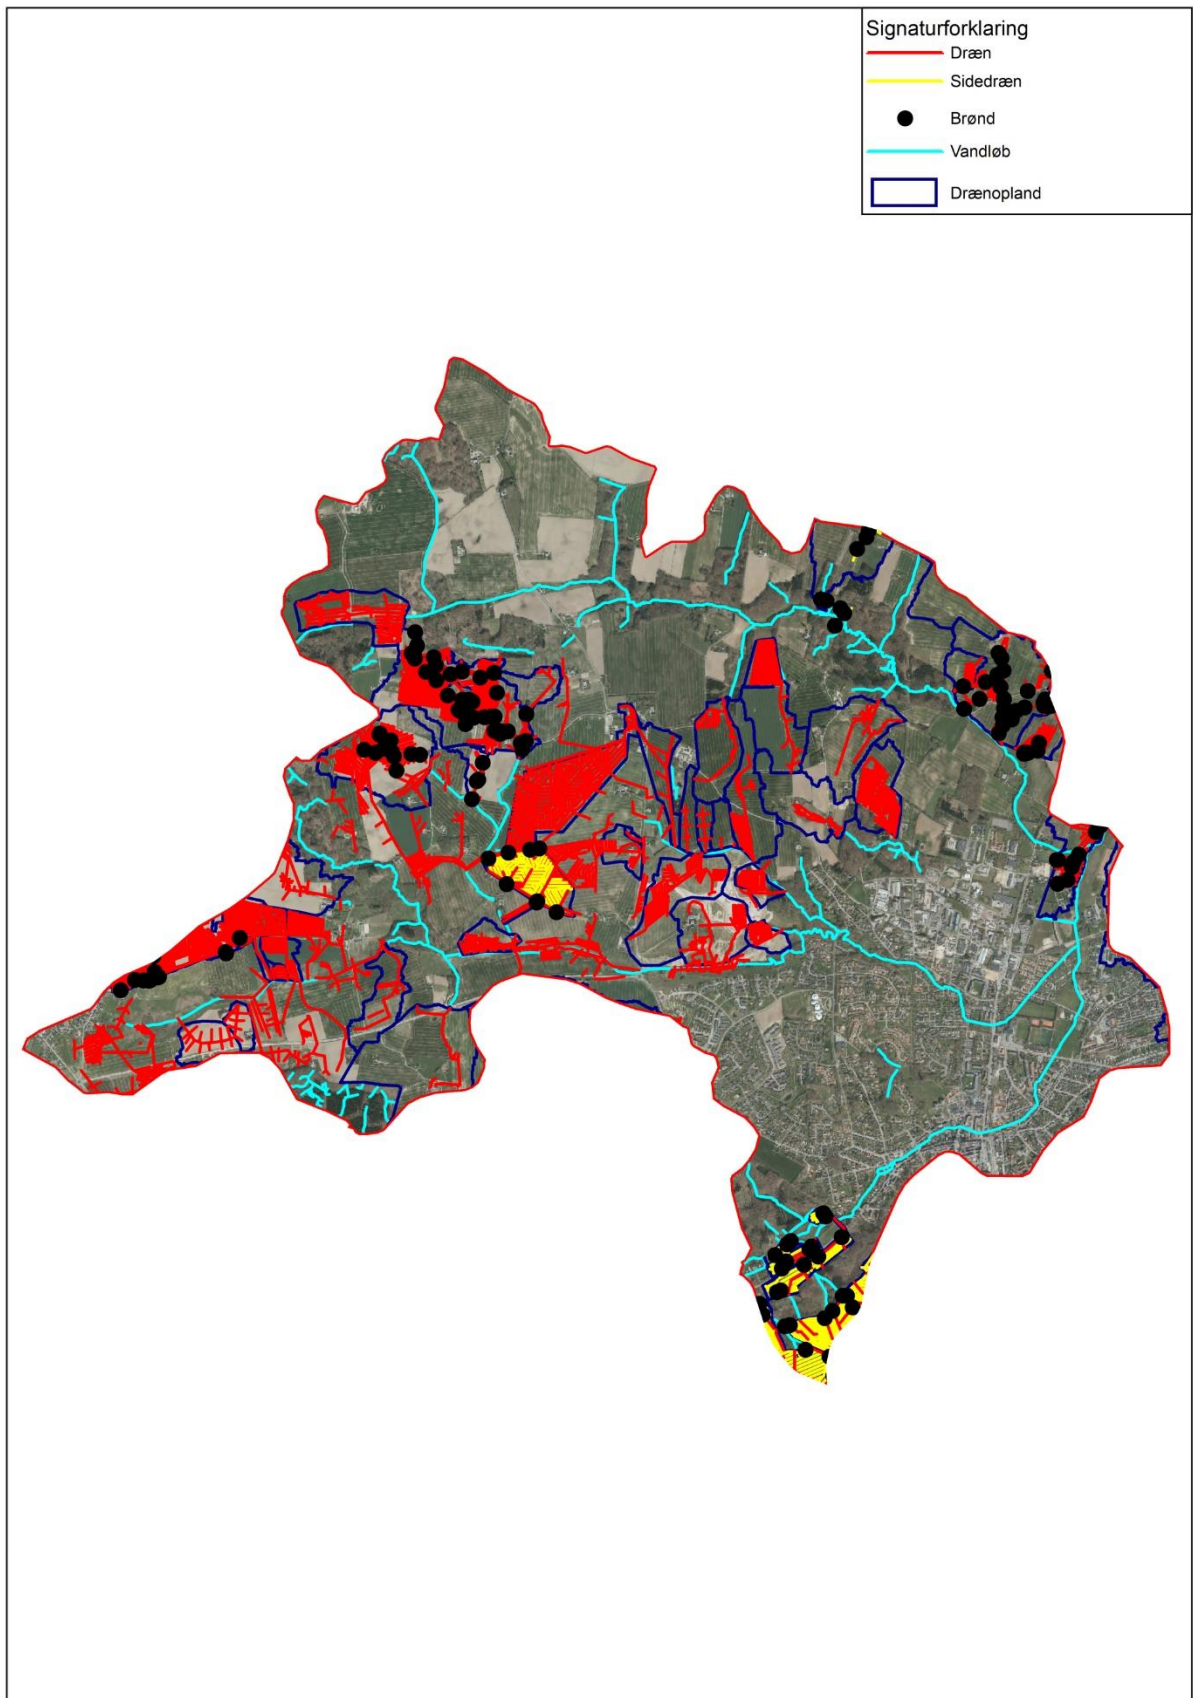 Signaturforklaring
Dræn
Sidedræn
Brønd
Vandløb
Drænopland